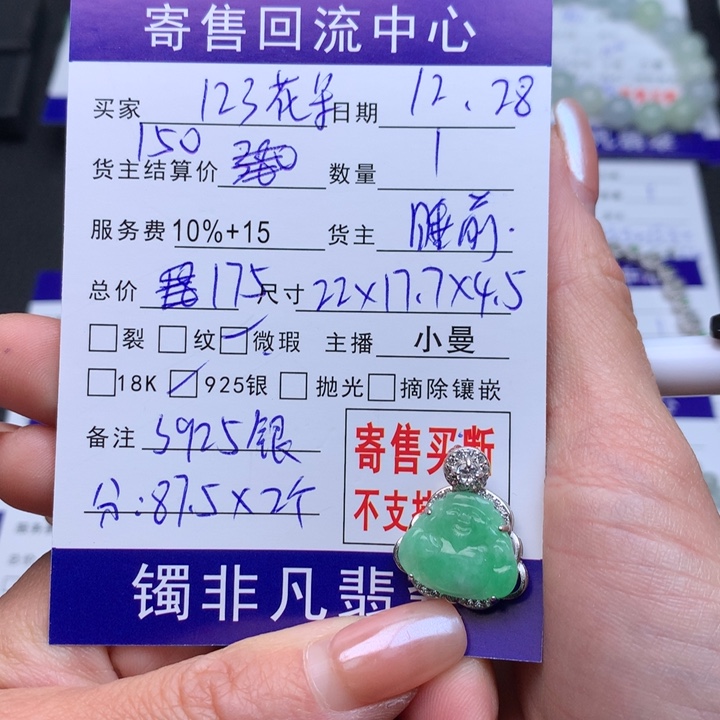 寄售回流中心
买家 123花朵 日期 12.28
货主结算价 150 数量 1
服务费 10%+15 货主 睡前.
总价 175 尺寸 22×17.7×4.5
裂 纹 微瑕 主播 小曼
18K 925银 抛光 摘除镶嵌
备注 S925银
分:87.5×2个
寄售买断
不支
镯非凡翡